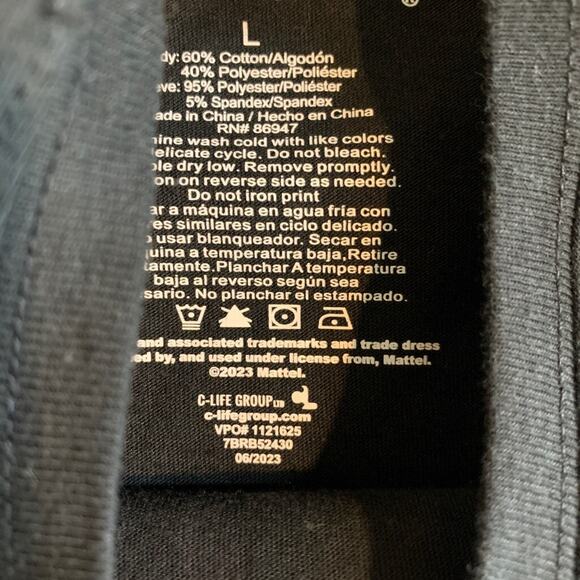 ®
L
dy: 60% Cotton/Algodón
40% Polyester/Poliéster
ve: 95% Polyester/Poliéster
5% Spandex/Spandex
ade in China / Hecho en China
RN# 86947
ine wash cold with like colors
elicate cycle. Do not bleach.
le dry low. Remove promptly.
on on reverse side as needed.
Do not iron print
ar a máquina en agua fría con
es similares en ciclo delicado.
usar blanqueador. Secar en
uina a temperatura baja,Retire
tamente.Planchar A temperatura
baja al reverso según sea
sario. No planchar el estampado.
and associated trademarks and trade dress
ed by, and used under license from, Mattel.
©2023 Mattel.
C-LIFE GROUP LTD
c-lifegroup.com
VPO# 1121625
7BRB52430
06/2023